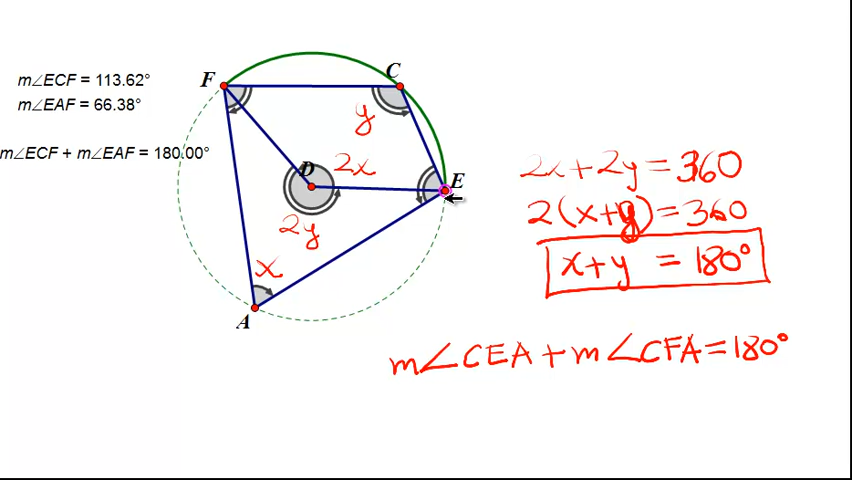 m∠ECF = 113.62°
m∠EAF = 66.38°
m∠ECF + m∠EAF = 180.00°
F
C
y
D
2x
E
2y
x
A
2x + 2y = 360
2(x+y) = 360
x+y = 180°
m∠CEA + m∠CFA = 180°